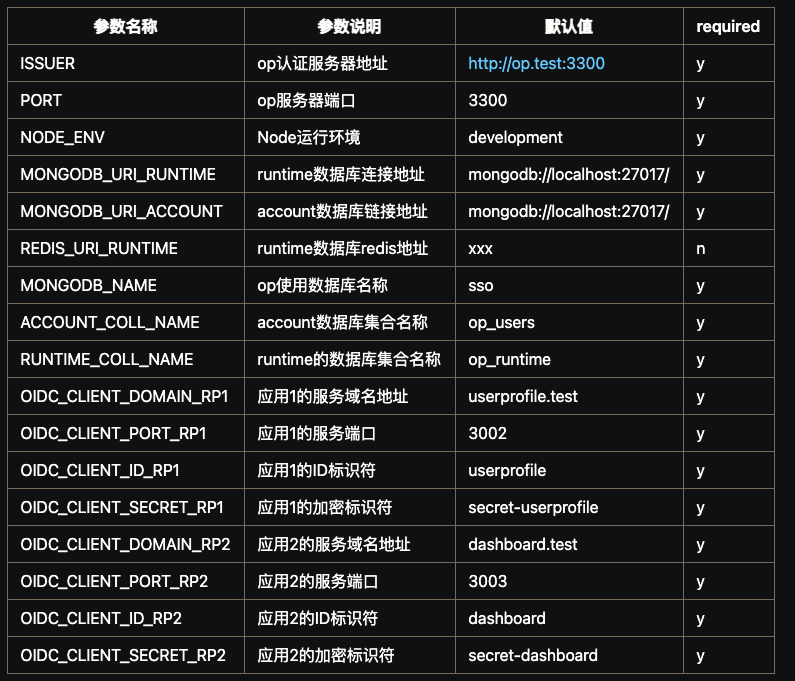 参数名称 参数说明 默认值 required
ISSUER op认证服务器地址 http://op.test:3300 y
PORT op服务器端口 3300 y
NODE_ENV Node运行环境 development y
MONGODB_URI_RUNTIME runtime数据库连接地址 mongodb://localhost:27017/ y
MONGODB_URI_ACCOUNT account数据库链接地址 mongodb://localhost:27017/ y
REDIS_URI_RUNTIME runtime数据库redis地址 xxx n
MONGODB_NAME op使用数据库名称 sso y
ACCOUNT_COLL_NAME account数据库集合名称 op_users y
RUNTIME_COLL_NAME runtime的数据库集合名称 op_runtime y
OIDC_CLIENT_DOMAIN_RP1 应用1的服务域名地址 userprofile.test y
OIDC_CLIENT_PORT_RP1 应用1的服务端口 3002 y
OIDC_CLIENT_ID_RP1 应用1的ID标识符 userprofile y
OIDC_CLIENT_SECRET_RP1 应用1的加密标识符 secret-userprofile y
OIDC_CLIENT_DOMAIN_RP2 应用2的服务域名地址 dashboard.test y
OIDC_CLIENT_PORT_RP2 应用2的服务端口 3003 y
OIDC_CLIENT_ID_RP2 应用2的ID标识符 dashboard y
OIDC_CLIENT_SECRET_RP2 应用2的加密标识符 secret-dashboard y